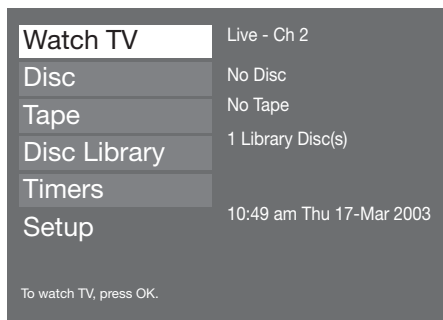 Watch TV
Live - Ch 2
Disc
No Disc
Tape
No Tape
Disc Library
1 Library Disc(s)
Timers
Setup
10:49 am Thu 17-Mar 2003
To watch TV, press OK.